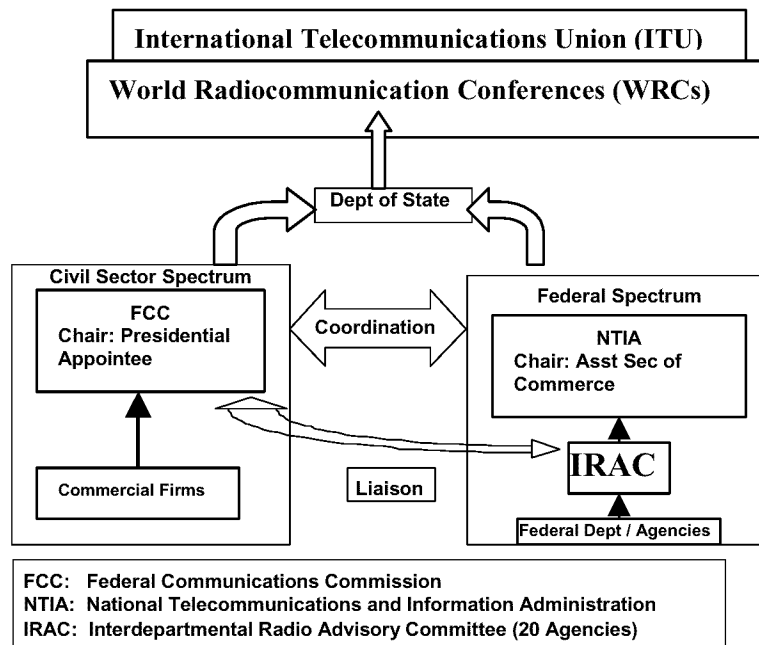 International Telecommunications Union (ITU)
World Radiocommunication Conferences (WRCs)
Dept of State
Civil Sector Spectrum
FCC
Chair: Presidential
Appointee
Commercial Firms
Coordination
Liaison
Federal Spectrum
NTIA
Chair: Asst Sec of
Commerce
IRAC
Federal Dept / Agencies
FCC: Federal Communications Commission
NTIA: National Telecommunications and Information Administration
IRAC: Interdepartmental Radio Advisory Committee (20 Agencies)